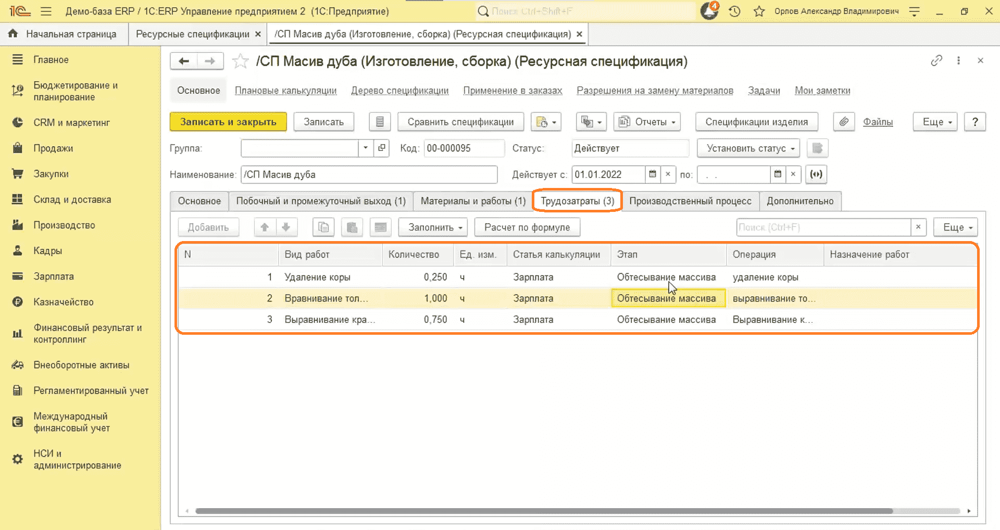 1С Демо-база ERP / 1С:ERP Управление предприятием 2 (1С:Предприятие) Поиск Ctrl+Shift+F 4 Орлов Александр Владимирович
Начальная страница Ресурсные спецификации /СП Масив дуба (Изготовление, сборка) (Ресурсная спецификация)
Главное
Бюджетирование и
планирование
CRM и маркетинг
Продажи
Закупки
Склад и доставка
Производство
Кадры
Зарплата
Казначейство
Финансовый результат и
контроллинг
Внеоборотные активы
Регламентированный учет
Международный
финансовый учет
НСИ и
администрирование
/СП Масив дуба (Изготовление, сборка) (Ресурсная спецификация)
Основное Плановые калькуляции Дерево спецификации Применение в заказах Разрешения на замену материалов Задачи Мои заметки
Записать и закрыть Записать Сравнить спецификации Отчеты Спецификации изделия Файлы Еще ?
Группа: Код: 00-000095 Статус: Действует Установить статус
Наименование: /СП Масив дуба Действует с: 01.01.2022 по: . .
Основное Побочный и промежуточный выход (1) Материалы и работы (1) Трудозатраты (3) Производственный процесс Дополнительно
Добавить Заполнить Расчет по формуле Поиск (Ctrl+F) Еще
N Вид работ Количество Ед. изм. Статья калькуляции Этап Операция Назначение работ
1 Удаление коры 0,250 ч Зарплата Обтесывание массива удаление коры
2 Вравнивание тол... 1,000 ч Зарплата Обтесывание массива выравнивание то...
3 Выравнивание кра... 0,750 ч Зарплата Обтесывание массива Выравнивание к...